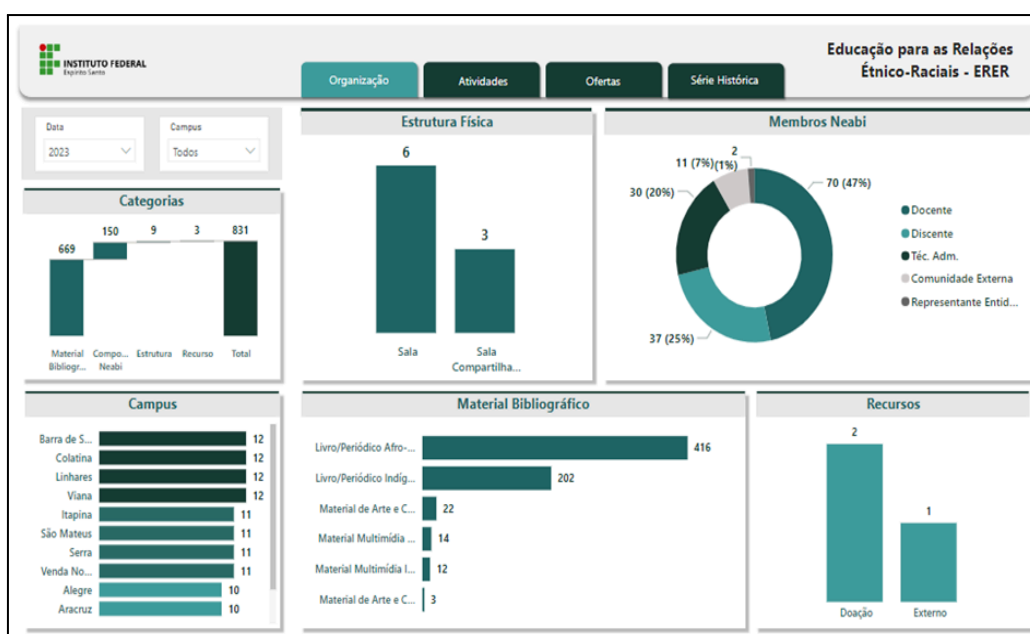 INSTITUTO FEDERAL
Espírito Santo
Educação para as Relações
Étnico-Raciais - ERER
Organização
Atividades
Ofertas
Série Histórica
Data
2023
Campus
Todos
Categorias
669
150
9
3
831
Material Bibliogr...
Compo... Neabi
Estrutura
Recurso
Total
Estrutura Física
6
3
Sala
Sala
Compartilha...
Membros Neabi
2
(1%)
11 (7%)
30 (20%)
70 (47%)
37 (25%)
Docente
Discente
Téc. Adm.
Comunidade Externa
Representante Entid...
Campus
Barra de S... 12
Colatina 12
Linhares 12
Viana 12
Itapina 11
São Mateus 11
Serra 11
Venda No... 11
Alegre 10
Aracruz 10
Material Bibliográfico
Livro/Periódico Afro-... 416
Livro/Periódico Indíg... 202
Material de Arte e C... 22
Material Multimídia ... 14
Material Multimídia I... 12
Material de Arte e C... 3
Recursos
2
1
Doação
Externo